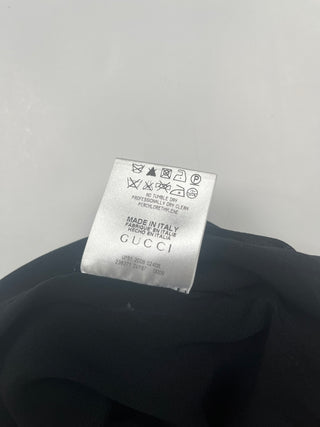 NO TUMBLE DRY
PROFESSIONALLY DRY CLEAN
PERCHLORETHYLENE
MADE IN ITALY
FABRIQUÉ EN ITALIE
HECHO EN ITALIA
GUCCI